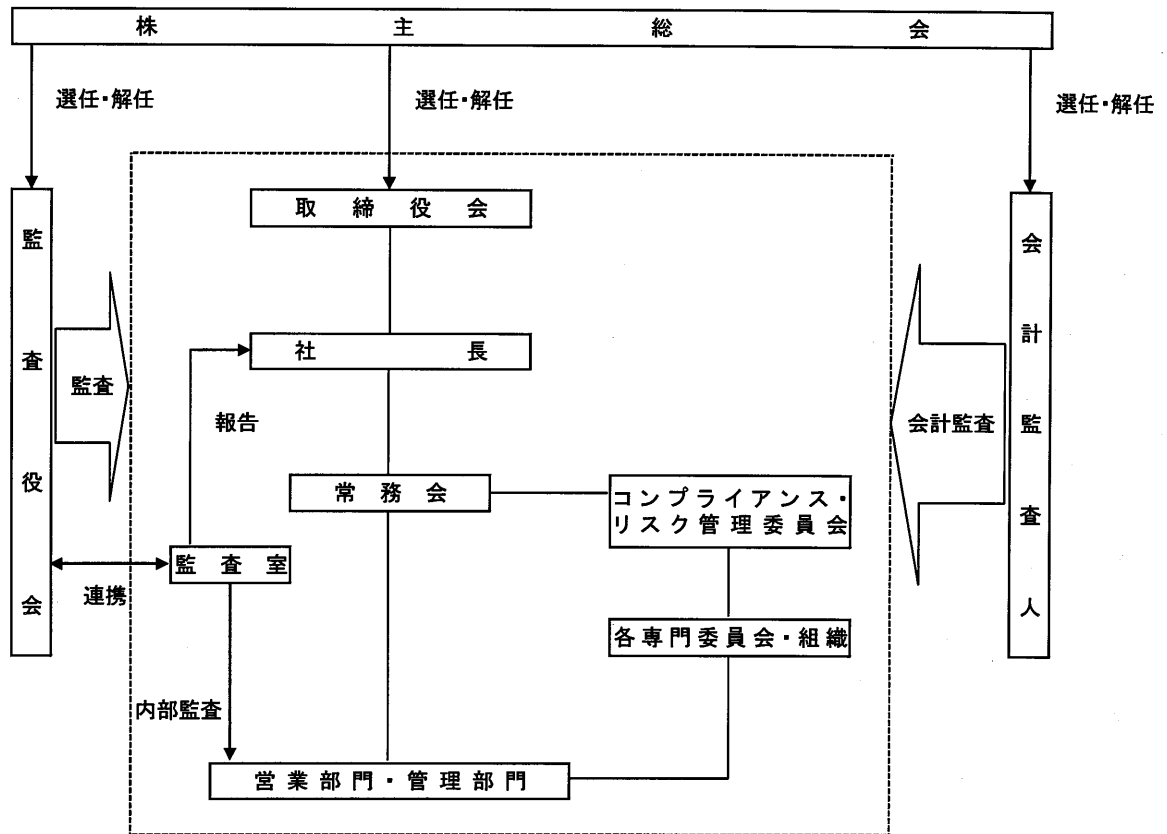 株主総会
選任・解任
選任・解任
選任・解任
取締役会
監査役会
会計監査人
社長
監査
報告
会計監査
常務会
コンプライアンス・
リスク管理委員会
監査室
連携
各専門委員会・組織
内部監査
営業部門・管理部門